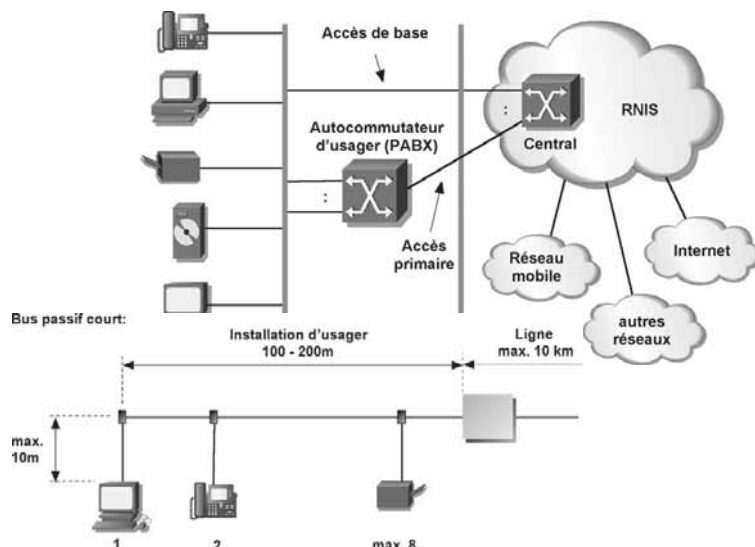 Accès de base
RNIS
:
Central
Autocommutateur
d'usager (PABX)
:
Accès
primaire
Réseau
mobile
Internet
autres
réseaux
Bus passif court:
Installation d'usager
100 - 200m
Ligne
max. 10 km
max.
10m
1
2
max. 8